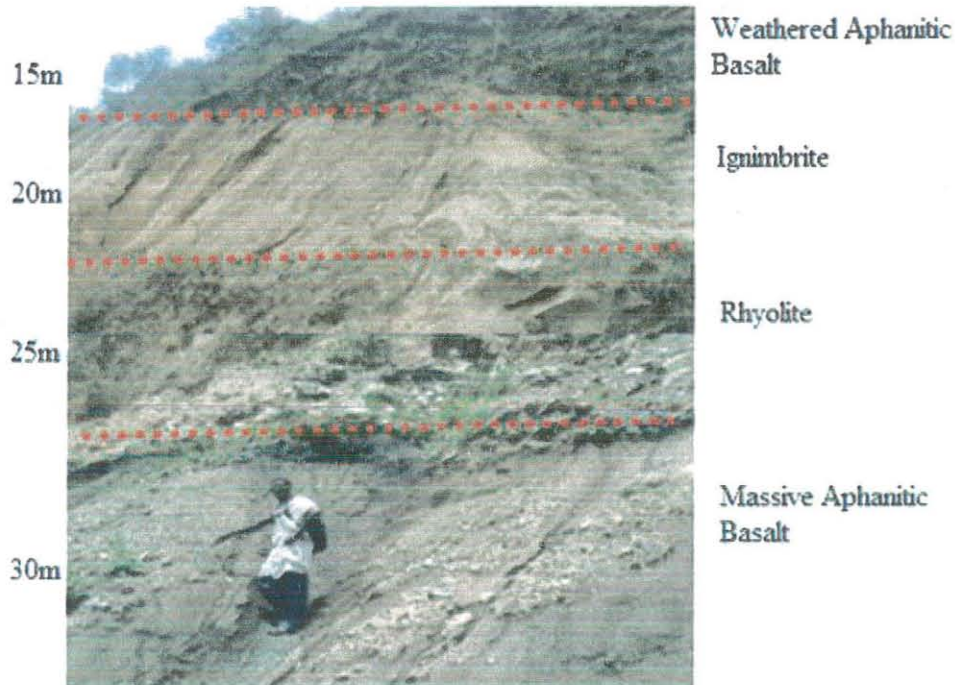 Weathered Aphanitic
Basalt
15m
Ignimbrite
20m
Rhyolite
25m
Massive Aphanitic
Basalt
30m